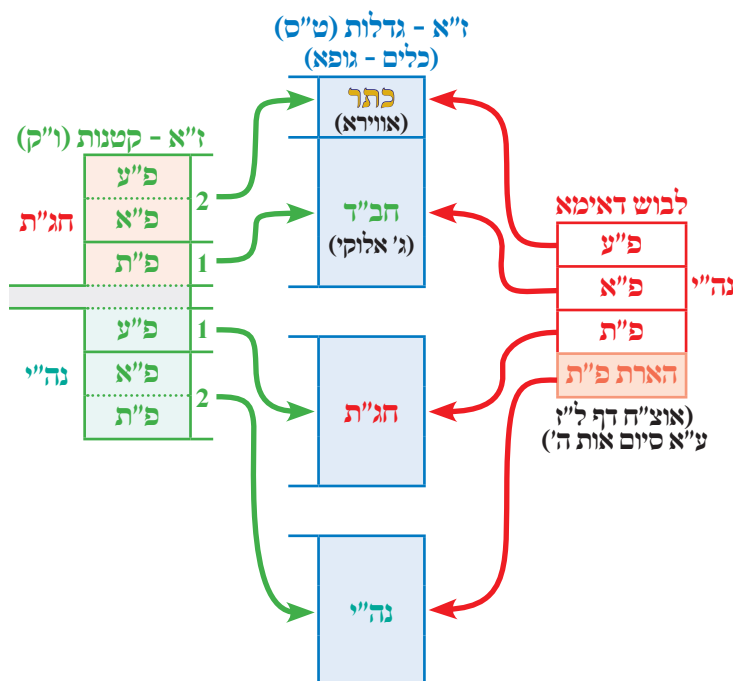 ז"א - גדלות (ט"ס)
(כלים - גופא)
כתר
(אווירא)
חב"ד
(ג' אלוקי)
חג"ת
נה"י
לבוש דאימא
פ"ע
פ"א
פ"ת
הארת פ"ת
נה"י
(אוצ"ח דף ל"ז
ע"א סיום אות ה')
ז"א - קטנות (ו"ק)
פ"ע
פ"א
2
פ"ת
1
חג"ת
פ"ע
1
פ"א
פ"ת
2
נה"י